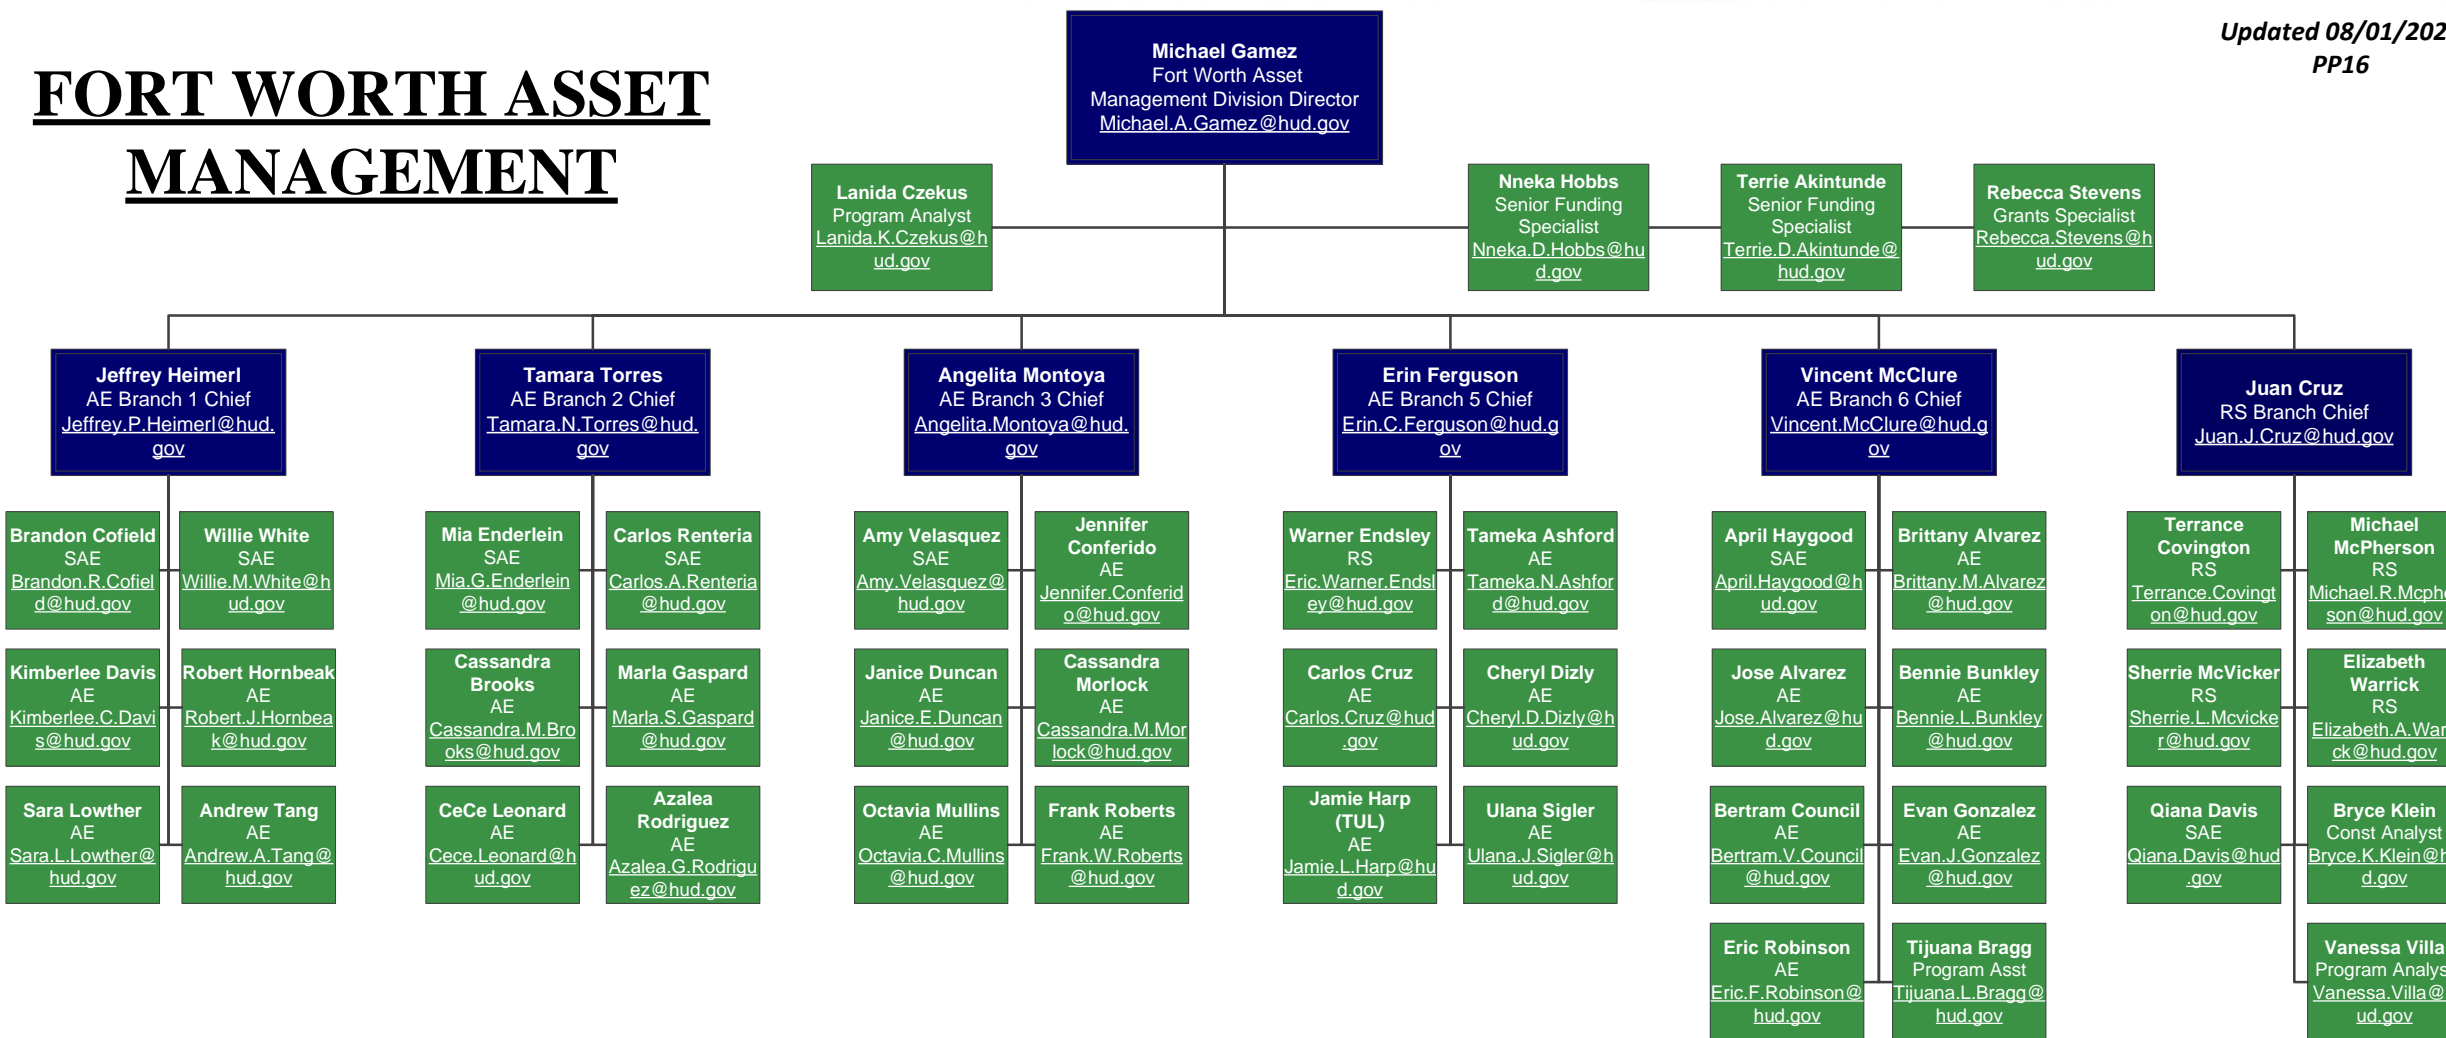 FORT WORTH ASSET
MANAGEMENT
Updated 08/01/202
PP16
Michael Gamez
Fort Worth Asset
Management Division Director
Michael.A.Gamez@hud.gov
Lanida Czekus
Program Analyst
Lanida.K.Czekus@h
ud.gov
Nneka Hobbs
Senior Funding
Specialist
Nneka.D.Hobbs@hu
d.gov
Terrie Akintunde
Senior Funding
Specialist
Terrie.D.Akintunde@
hud.gov
Rebecca Stevens
Grants Specialist
Rebecca.Stevens@h
ud.gov
Jeffrey Heimerl
AE Branch 1 Chief
Jeffrey.P.Heimerl@hud.
gov
Tamara Torres
AE Branch 2 Chief
Tamara.N.Torres@hud.
gov
Angelita Montoya
AE Branch 3 Chief
Angelita.Montoya@hud.
gov
Erin Ferguson
AE Branch 5 Chief
Erin.C.Ferguson@hud.g
ov
Vincent McClure
AE Branch 6 Chief
Vincent.McClure@hud.g
ov
Juan Cruz
RS Branch Chief
Juan.J.Cruz@hud.gov
Brandon Cofield
SAE
Brandon.R.Cofiel
d@hud.gov
Willie White
SAE
Willie.M.White@h
ud.gov
Mia Enderlein
SAE
Mia.G.Enderlein
@hud.gov
Carlos Renteria
SAE
Carlos.A.Renteria
@hud.gov
Amy Velasquez
SAE
Amy.Velasquez@
hud.gov
Jennifer
Conferido
AE
Jennifer.Conferid
o@hud.gov
Warner Endsley
RS
Eric.Warner.Endsl
ey@hud.gov
Tameka Ashford
AE
Tameka.N.Ashfor
d@hud.gov
April Haygood
SAE
April.Haygood@h
ud.gov
Brittany Alvarez
AE
Brittany.M.Alvarez
@hud.gov
Terrance
Covington
RS
Terrance.Covingt
on@hud.gov
Michael
McPherson
RS
Michael.R.Mcphe
son@hud.gov
Kimberlee Davis
AE
Kimberlee.C.Davi
s@hud.gov
Robert Hornbeak
AE
Robert.J.Hornbea
k@hud.gov
Cassandra
Brooks
AE
Cassandra.M.Bro
oks@hud.gov
Marla Gaspard
AE
Marla.S.Gaspard
@hud.gov
Janice Duncan
AE
Janice.E.Duncan
@hud.gov
Cassandra
Morlock
AE
Cassandra.M.Mor
lock@hud.gov
Carlos Cruz
AE
Carlos.Cruz@hud
.gov
Cheryl Dizly
AE
Cheryl.D.Dizly@h
ud.gov
Jose Alvarez
AE
Jose.Alvarez@hu
d.gov
Bennie Bunkley
AE
Bennie.L.Bunkley
@hud.gov
Sherrie McVicker
RS
Sherrie.L.Mcvicke
r@hud.gov
Elizabeth
Warrick
RS
Elizabeth.A.Warr
ck@hud.gov
Sara Lowther
AE
Sara.L.Lowther@
hud.gov
Andrew Tang
AE
Andrew.A.Tang@
hud.gov
CeCe Leonard
AE
Cece.Leonard@h
ud.gov
Azalea
Rodriguez
AE
Azalea.G.Rodrigu
ez@hud.gov
Octavia Mullins
AE
Octavia.C.Mullins
@hud.gov
Frank Roberts
AE
Frank.W.Roberts
@hud.gov
Jamie Harp
(TUL)
AE
Jamie.L.Harp@hu
d.gov
Ulana Sigler
AE
Ulana.J.Sigler@h
ud.gov
Bertram Council
AE
Bertram.V.Council
@hud.gov
Evan Gonzalez
AE
Evan.J.Gonzalez
@hud.gov
Qiana Davis
SAE
Qiana.Davis@hud
.gov
Bryce Klein
Const Analyst
Bryce.K.Klein@h
d.gov
Eric Robinson
AE
Eric.F.Robinson@
hud.gov
Tijuana Bragg
Program Asst
Tijuana.L.Bragg@
hud.gov
Vanessa Villa
Program Analys
Vanessa.Villa@
ud.gov